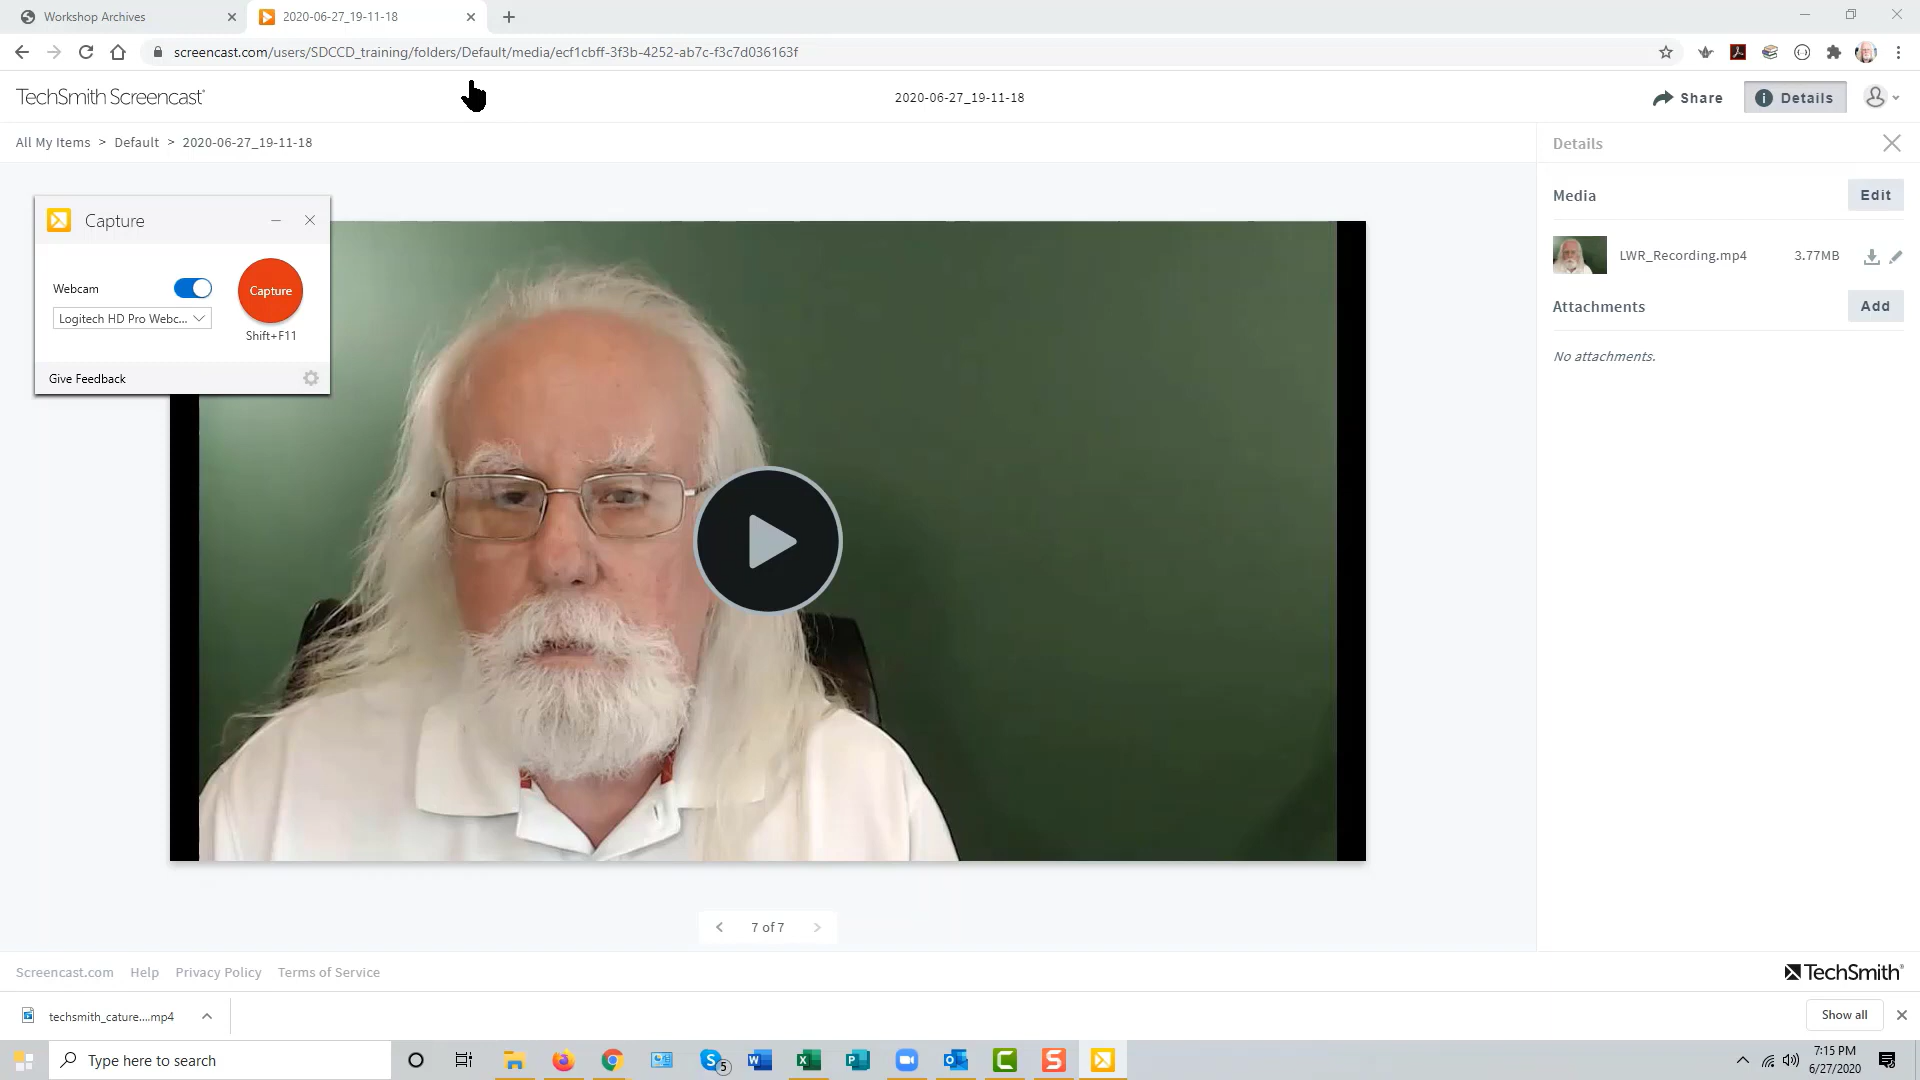 Workshop Archives
2020-06-27_19-11-18
screencast.com/users/SDCCD_training/folders/Default/media/ecf1cbff-3f3b-4252-ab7c-f3c7d036163f
TechSmith Screencast
2020-06-27_19-11-18
Share
Details
All My Items > Default > 2020-06-27_19-11-18
Details
Capture
Media
Edit
Webcam
Capture
Logitech HD Pro Webc...
Shift+F11
Give Feedback
LWR_Recording.mp4 3.77MB
Attachments
Add
No attachments.
7 of 7
Screencast.com Help Privacy Policy Terms of Service
TechSmith
techsmith_cature....mp4
Show all
Type here to search
5
7:15 PM
6/27/2020